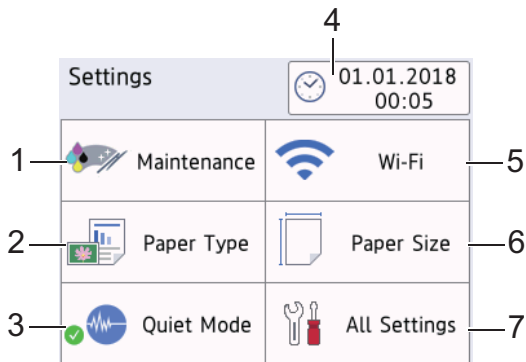 4
Settings
01.01.2018
00:05
1
Maintenance
Wi-Fi
5
2
Paper Type
Paper Size
6
3
Quiet Mode
All Settings
7